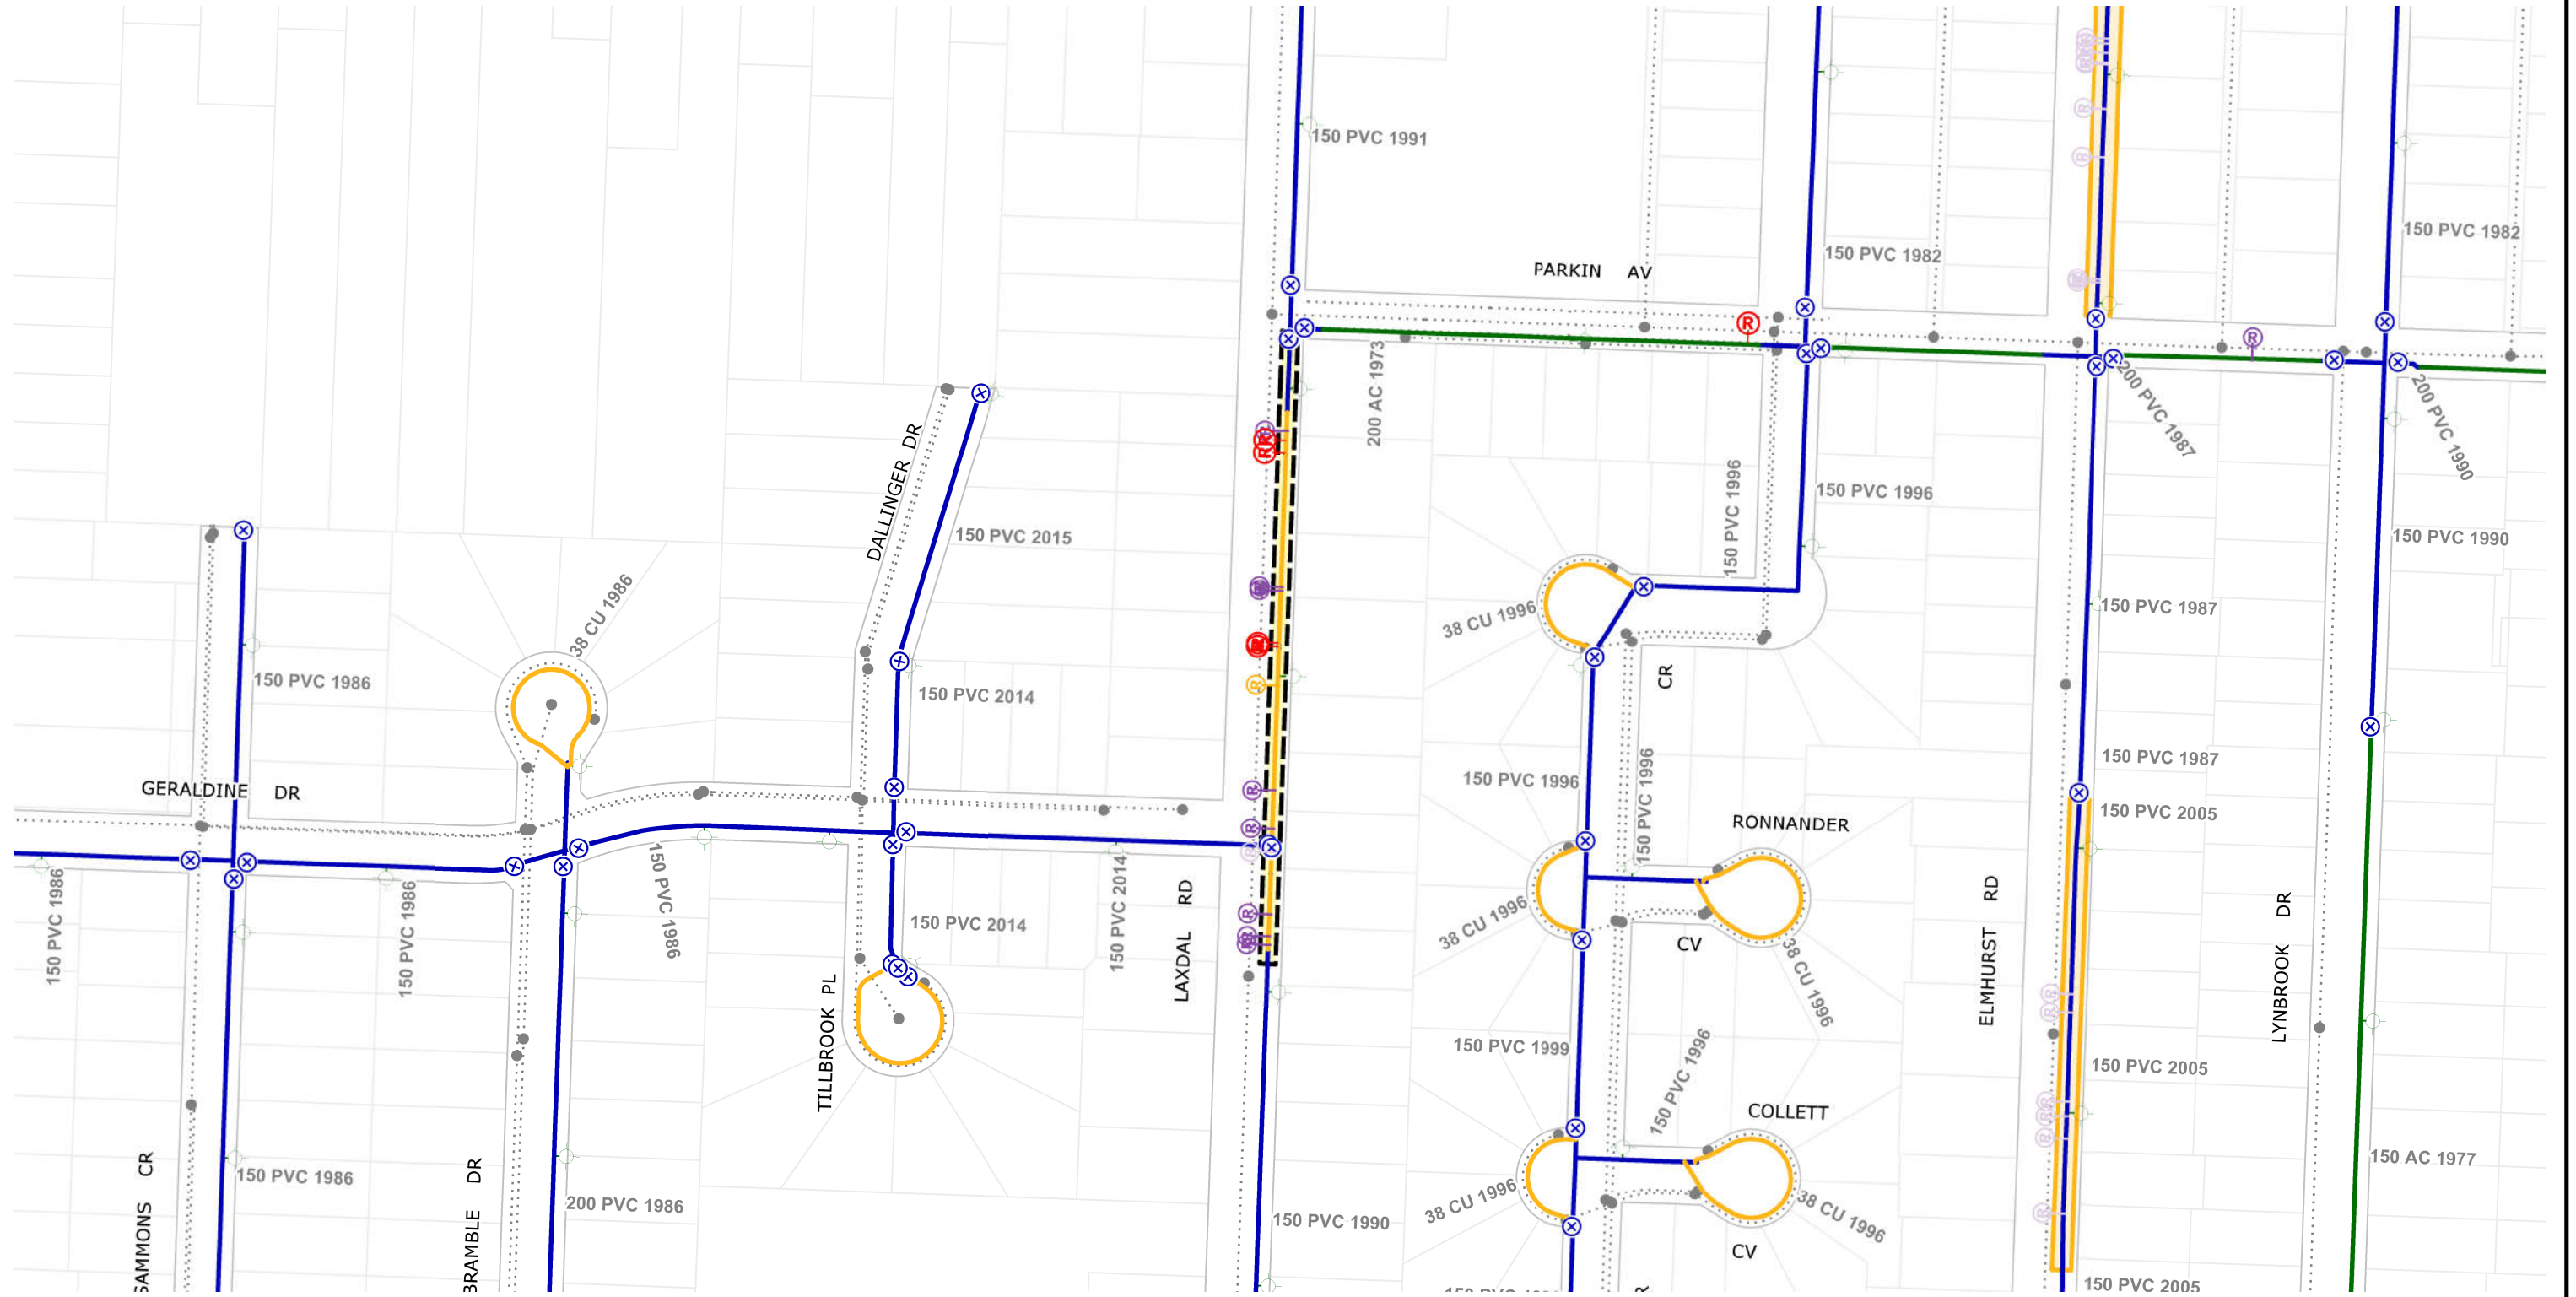 150 PVC 1991
150 PVC 1982
150 PVC 1982
PARKIN AV
200 AC 1973
200 PVC 1987
200 PVC 1990
DALLINGER DR
150 PVC 1996
150 PVC 1996
150 PVC 2015
150 PVC 1990
38 CU 1986
38 CU 1996
150 PVC 1987
150 PVC 1986
150 PVC 2014
CR
GERALDINE DR
150 PVC 1996
150 PVC 1996
150 PVC 1987
150 PVC 2005
RONNANDER
CV
150 PVC 1986
150 PVC 1986
150 PVC 1986
150 PVC 2014
150 PVC 2014
LAXDAL RD
38 CU 1996
38 CU 1996
ELMHURST RD
LYNBROOK DR
TILLBROOK PL
150 PVC 1999
150 PVC 1996
150 PVC 2005
COLLETT
CV
150 AC 1977
SAMMONS CR
150 PVC 1986
BRAMBLE DR
200 PVC 1986
150 PVC 1990
38 CU 1996
38 CU 1996
150 PVC 2005
R
R
R
R
R
R
R
R
R